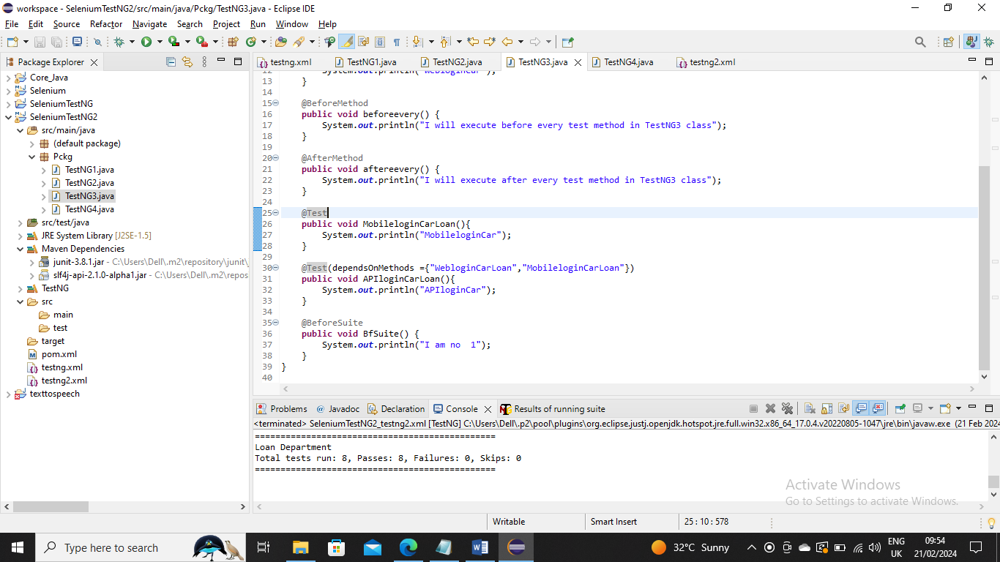 workspace - SeleniumTestNG2/src/main/java/Pckg/TestNG3.java - Eclipse IDE
File Edit Source Refactor Navigate Search Project Run Window Help
Package Explorer
Core_Java
Selenium
SeleniumTestNG
SeleniumTestNG2
src/main/java
(default package)
Pckg
TestNG1.java
TestNG2.java
TestNG3.java
TestNG4.java
src/test/java
JRE System Library [J2SE-1.5]
Maven Dependencies
junit-3.8.1.jar - C:\Users\Dell\.m2\repository\junit\
slf4j-api-2.1.0-alpha1.jar - C:\Users\Dell\.m2\repos
TestNG
src
main
test
target
pom.xml
testng.xml
testng2.xml
texttospeech
testng.xml TestNG1.java TestNG2.java TestNG3.java TestNG4.java testng2.xml
12 System.out.println("WebloginCar");
13 }
14
15 @BeforeMethod
16 public void beforeevery() {
17 System.out.println("I will execute before every test method in TestNG3 class");
18 }
19
20 @AfterMethod
21 public void aftereevery() {
22 System.out.println("I will execute after every test method in TestNG3 class");
23 }
24
25 @Test
26 public void MobileloginCarLoan(){
27 System.out.println("MobileloginCar");
28 }
29
30 @Test(dependsOnMethods ={"WebloginCarLoan","MobileloginCarLoan"})
31 public void APIloginCarLoan(){
32 System.out.println("APIloginCar");
33 }
34
35 @BeforeSuite
36 public void BfSuite() {
37 System.out.println("I am no  1");
38 }
39 }
40
Problems Javadoc Declaration Console Results of running suite
<terminated> SeleniumTestNG2_testng2.xml [TestNG] C:\Users\Dell\.p2\pool\plugins\org.eclipse.justj.openjdk.hotspot.jre.full.win32.x86_64_17.0.4.v20220805-1047\jre\bin\javaw.exe (21 Feb 2024
===============================================
Loan Department
Total tests run: 8, Passes: 8, Failures: 0, Skips: 0
===============================================
Activate Windows
Go to Settings to activate Windows.
Writable Smart Insert 25 : 10 : 578
Type here to search
32°C Sunny
ENG
UK
09:54
21/02/2024